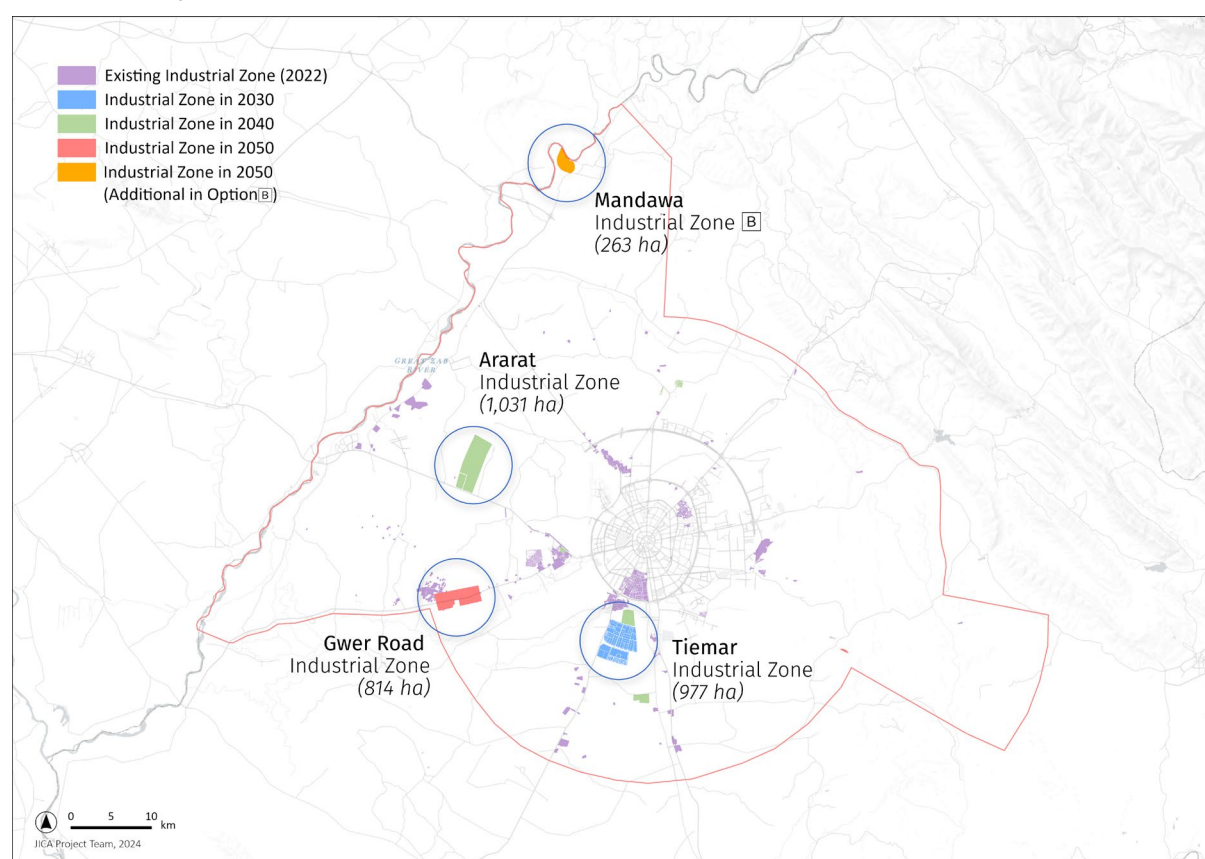 Existing Industrial Zone (2022)
Industrial Zone in 2030
Industrial Zone in 2040
Industrial Zone in 2050
Industrial Zone in 2050
(Additional in Option B)
Mandawa
Industrial Zone B
(263 ha)
GREAT ZAB
RIVER
Ararat
Industrial Zone
(1,031 ha)
Gwer Road
Industrial Zone
(814 ha)
Tiemar
Industrial Zone
(977 ha)
0 5 10
km
JICA Project Team, 2024